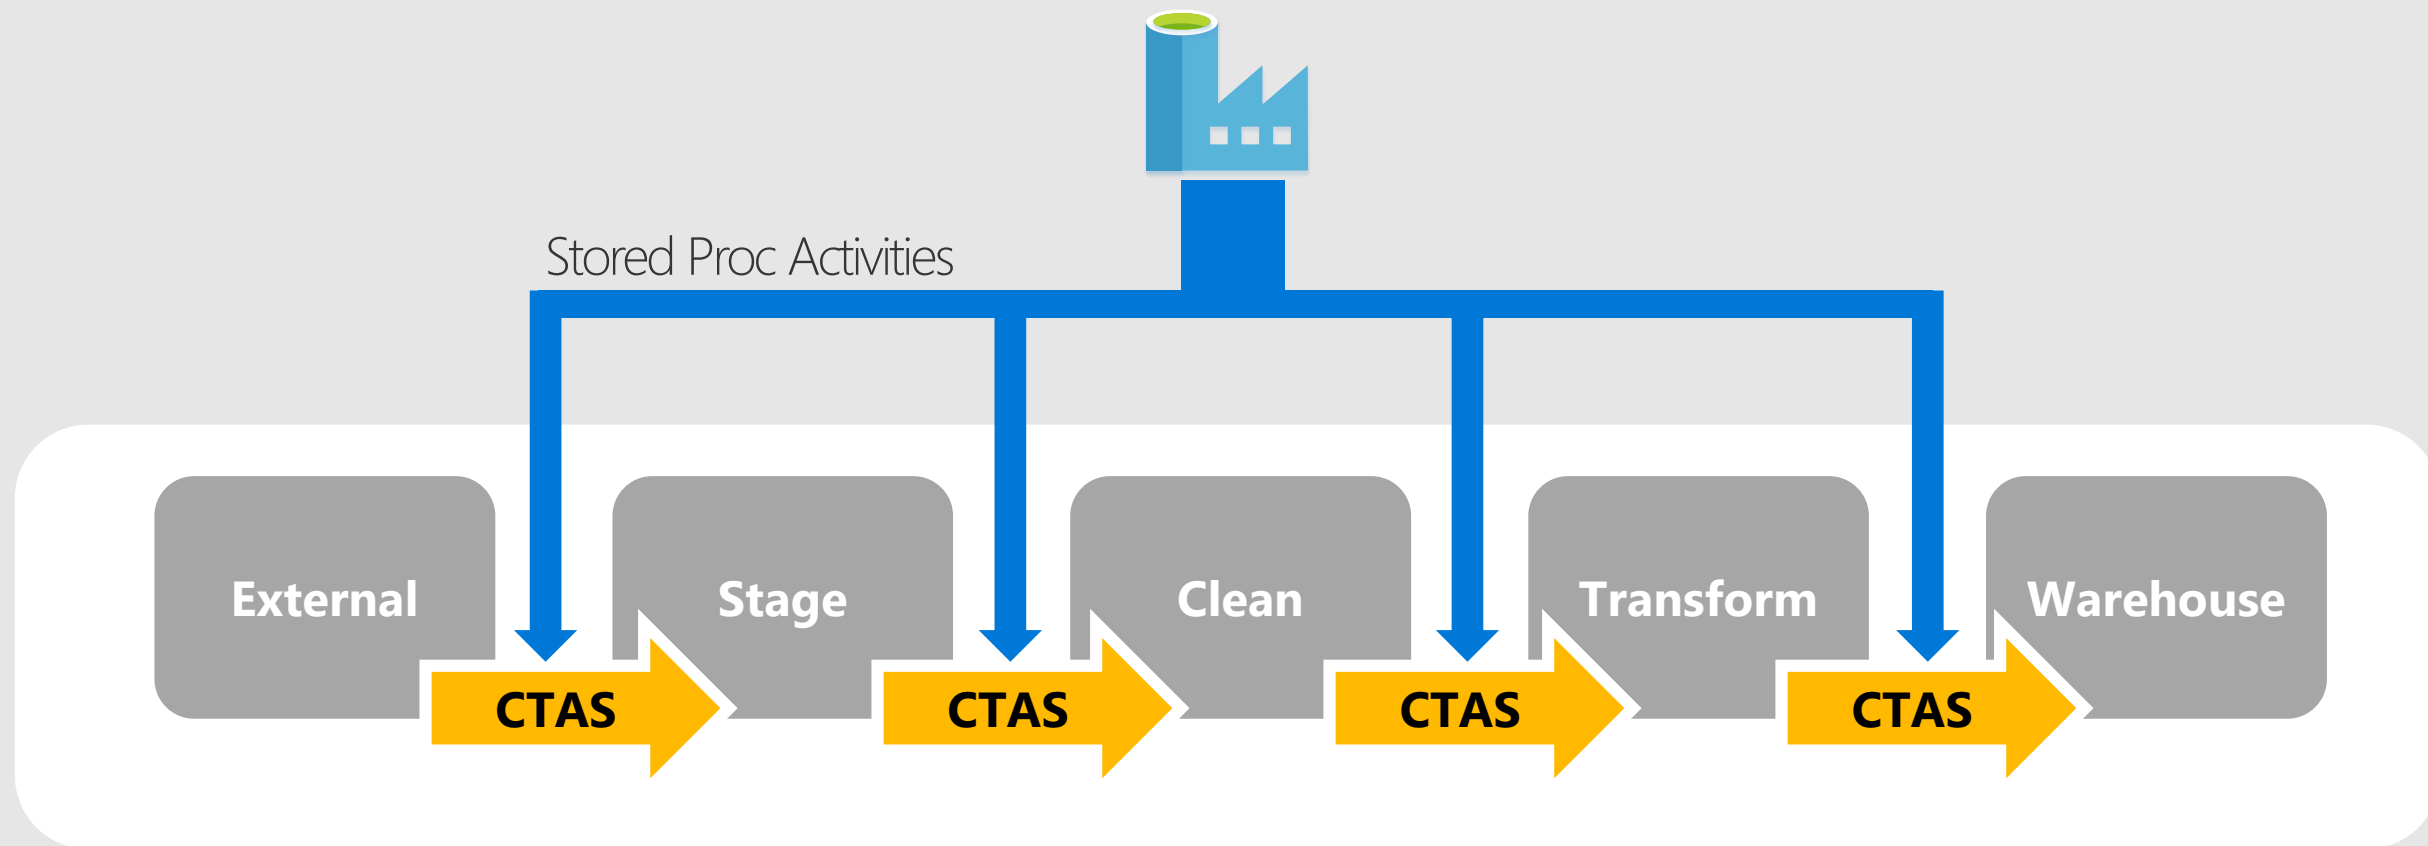 Stored Proc Activities
External
Stage
Clean
Transform
Warehouse
CTAS
CTAS
CTAS
CTAS